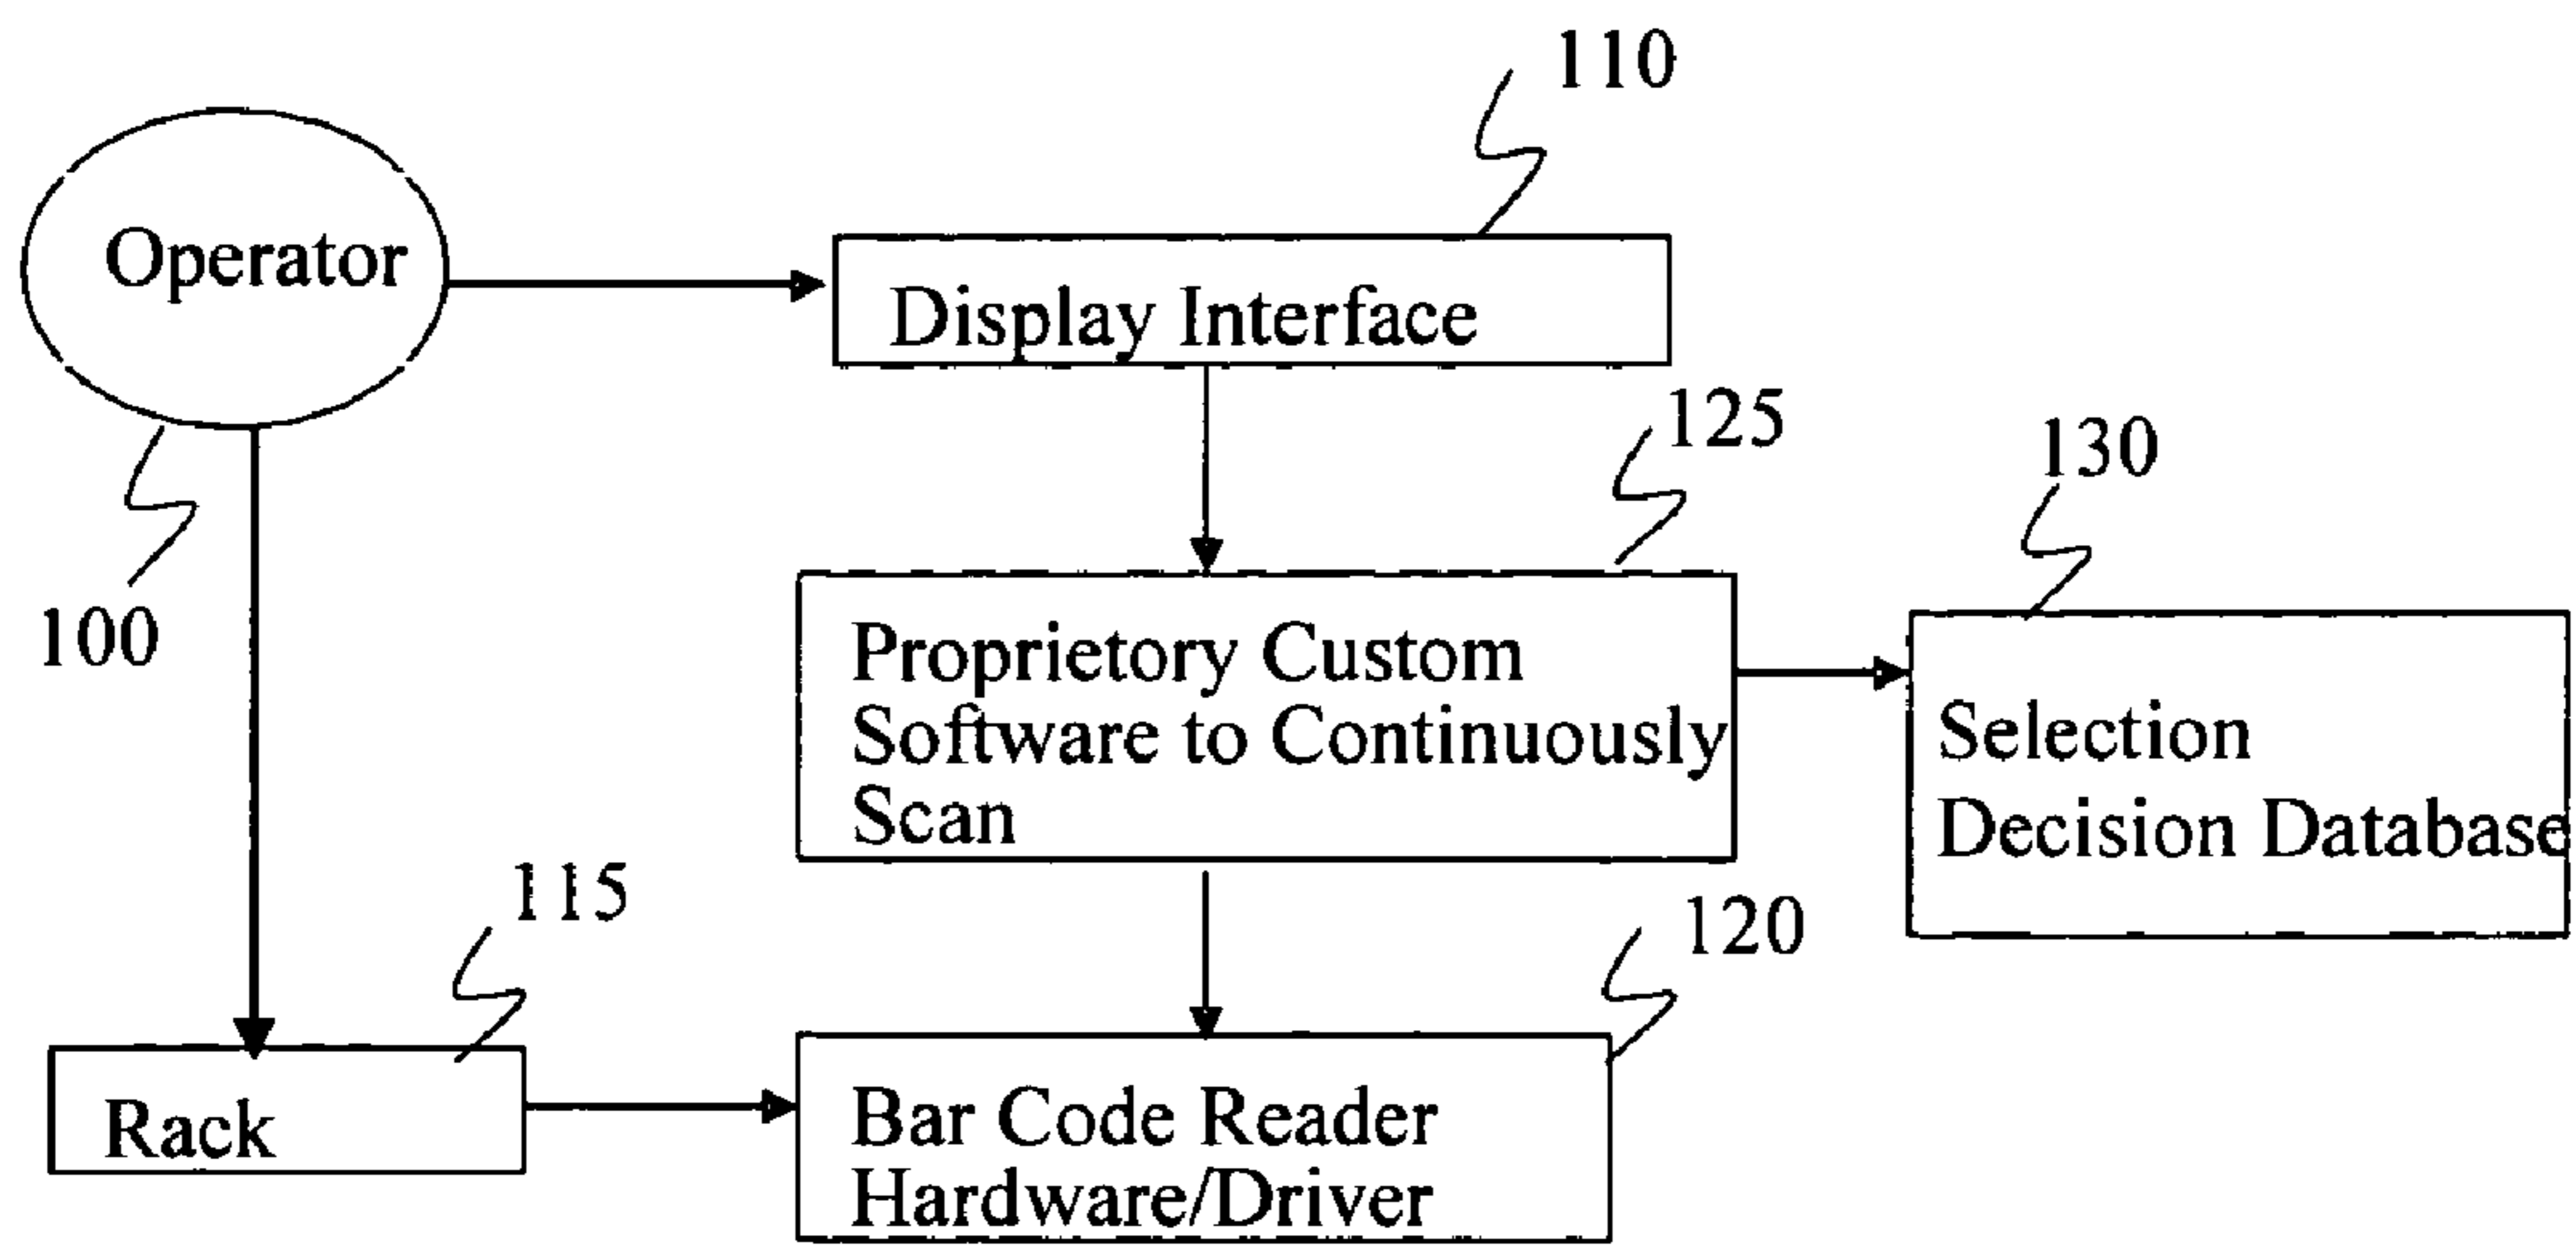 110
Operator
Display Interface
125
130
100
Proprietory Custom
Software to Continuously
Scan
Selection
Decision Database
115
120
Rack
Bar Code Reader
Hardware/Driver